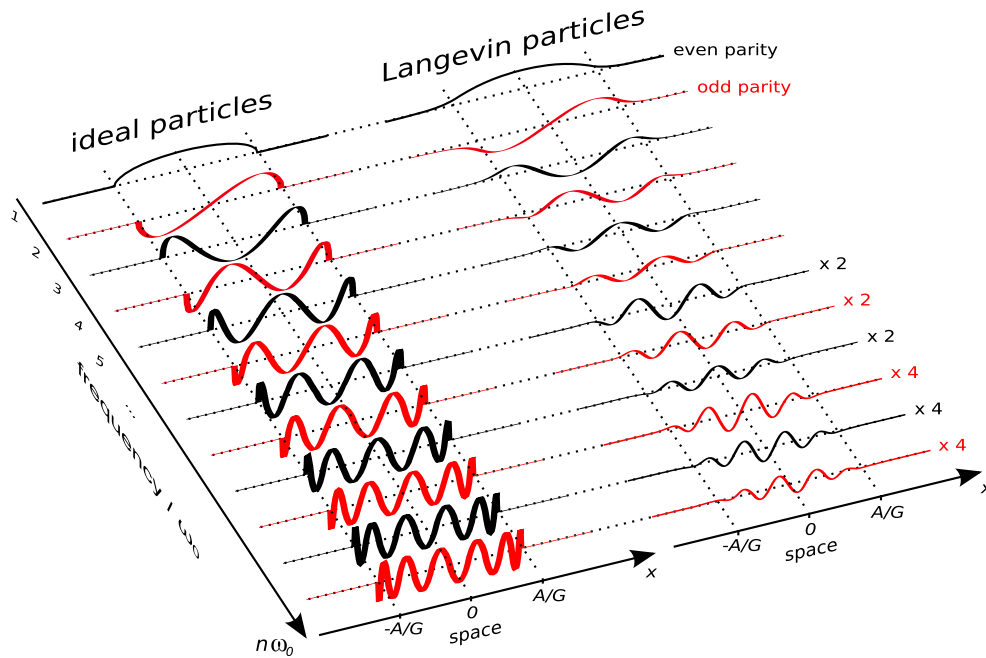 Langevin particles
even parity
ideal particles
odd parity
1
2
3
4
5
...
frequency / ω₀
nω₀
x 2
x 2
x 2
x 4
x 4
x 4
-A/G
0
A/G
x
space
-A/G
0
A/G
x
space